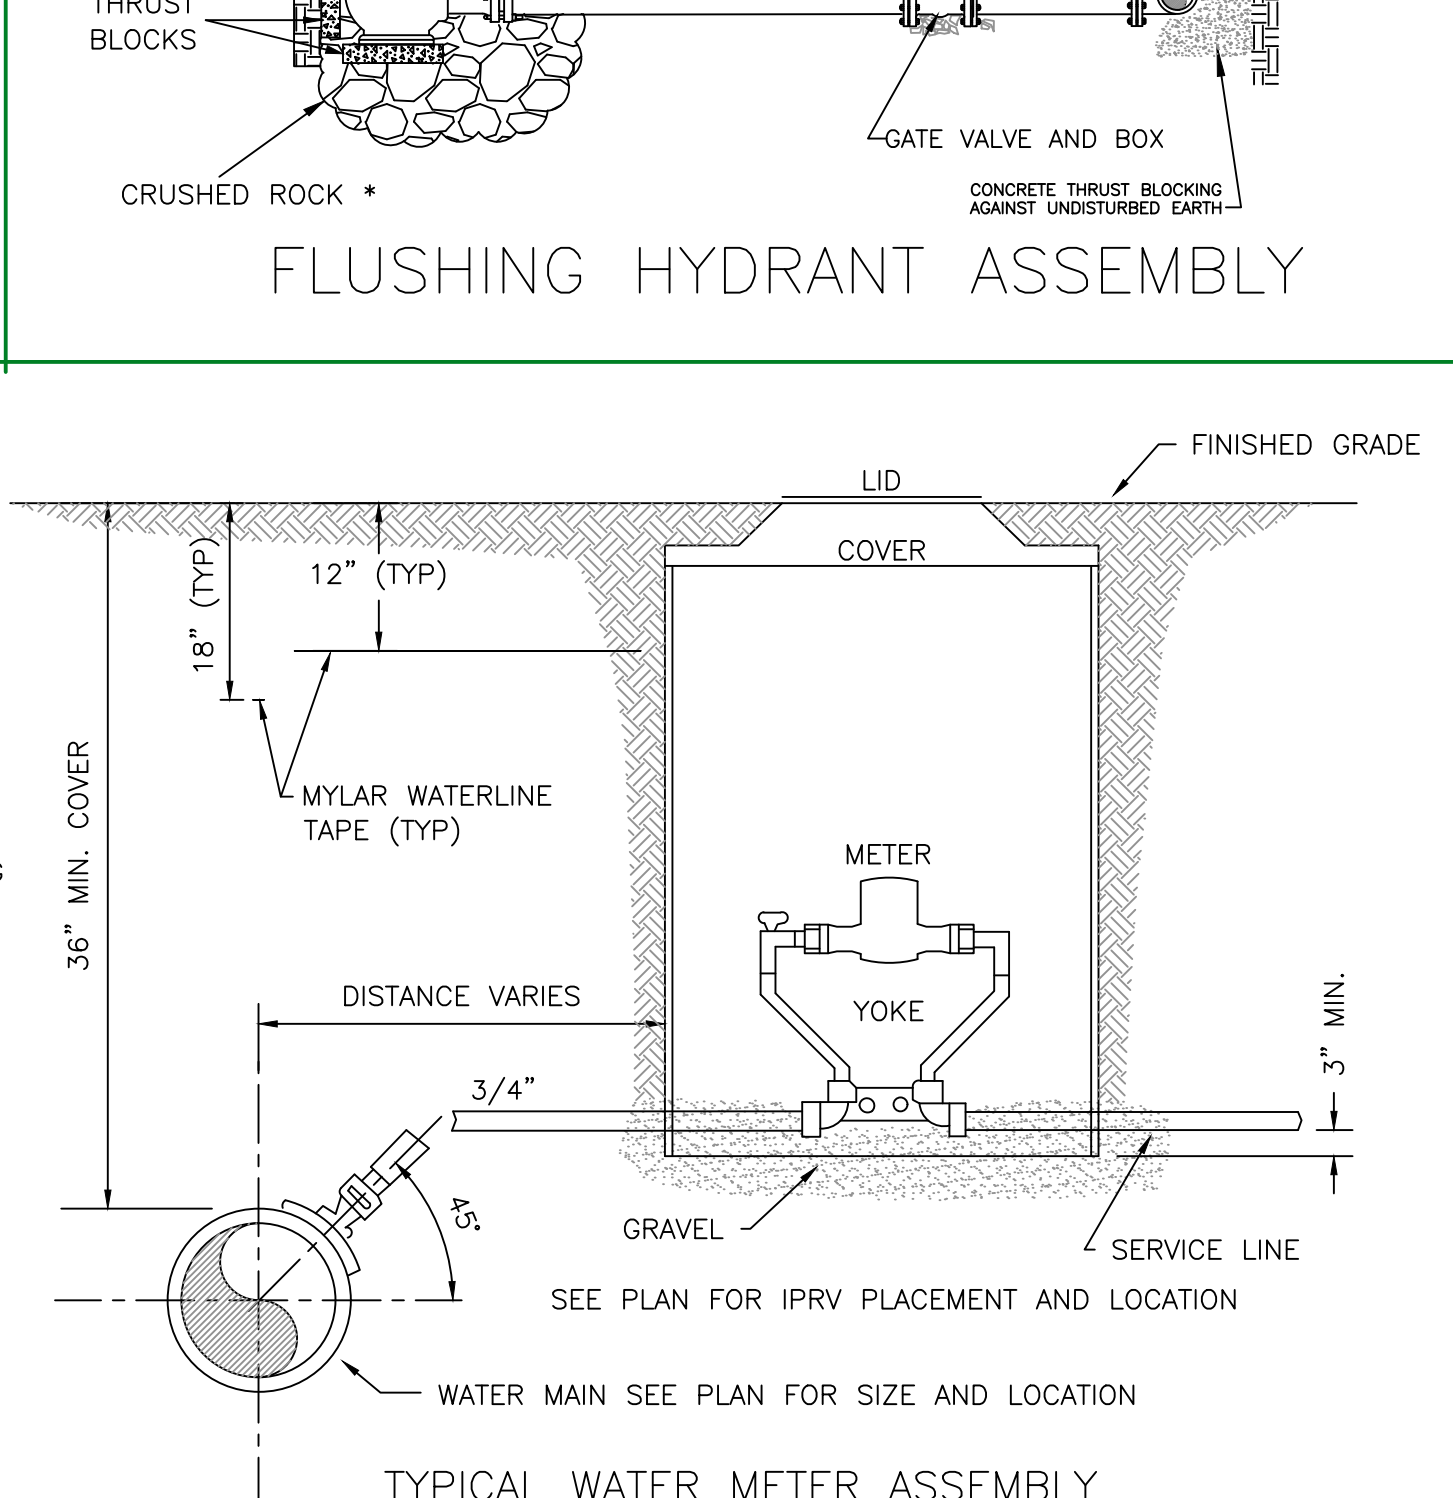 THRUST
BLOCKS
CRUSHED ROCK *
GATE VALVE AND BOX
CONCRETE THRUST BLOCKING
AGAINST UNDISTURBED EARTH
FLUSHING HYDRANT ASSEMBLY
FINISHED GRADE
LID
COVER
12” (TYP)
18” (TYP)
MYLAR WATERLINE
TAPE (TYP)
36” MIN. COVER
METER
YOKE
DISTANCE VARIES
3” MIN.
3/4”
45°
GRAVEL
SERVICE LINE
SEE PLAN FOR IPRV PLACEMENT AND LOCATION
WATER MAIN SEE PLAN FOR SIZE AND LOCATION
TYPICAL WATER METER ASSEMBLY